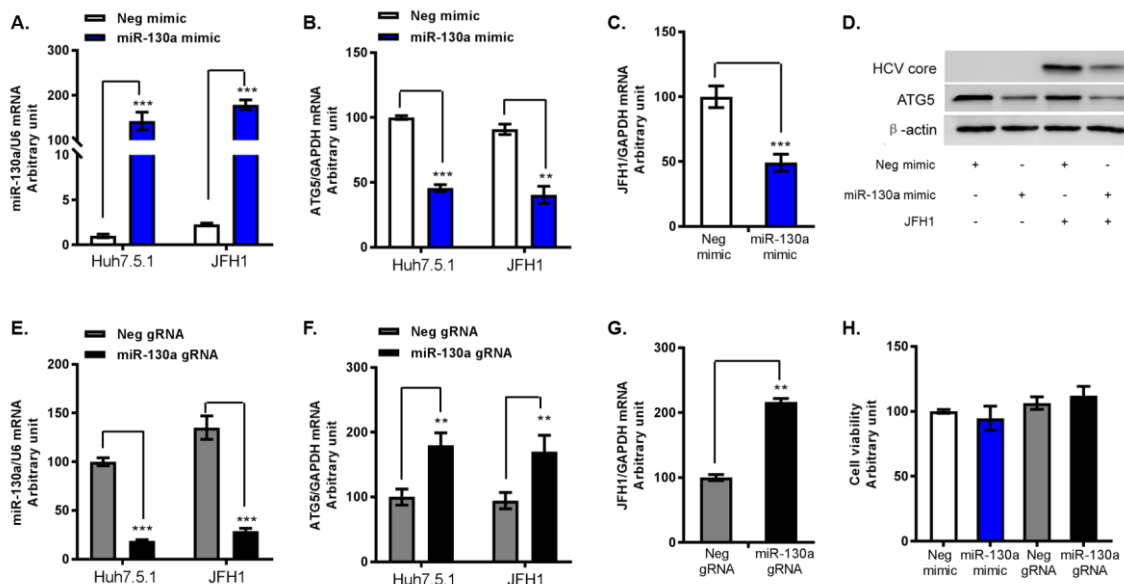 A.
Neg mimic
miR-130a mimic
miR-130a/U6 mRNA
Arbitrary unit
300
200
150
100
10
5
0
***
***
Huh7.5.1
JFH1
B.
Neg mimic
miR-130a mimic
ATG5/GAPDH mRNA
Arbitrary unit
150
100
50
0
***
**
Huh7.5.1
JFH1
C.
JFH1/GAPDH mRNA
Arbitrary unit
150
100
50
0
***
Neg
mimic
miR-130a
mimic
D.
HCV core
ATG5
β-actin
Neg mimic + - + -
miR-130a mimic - + - +
JFH1 - - + +
E.
Neg gRNA
miR-130a gRNA
miR-130a/U6 mRNA
Arbitrary unit
200
150
100
50
0
***
***
Huh7.5.1
JFH1
F.
Neg gRNA
miR-130a gRNA
ATG5/GAPDH mRNA
Arbitrary unit
300
200
100
0
**
**
Huh7.5.1
JFH1
G.
JFH1/GAPDH mRNA
Arbitrary unit
300
200
100
0
**
Neg
gRNA
miR-130a
gRNA
H.
Cell viability
Arbitrary unit
150
100
50
0
Neg
mimic
miR-130a
mimic
Neg
gRNA
miR-130a
gRNA